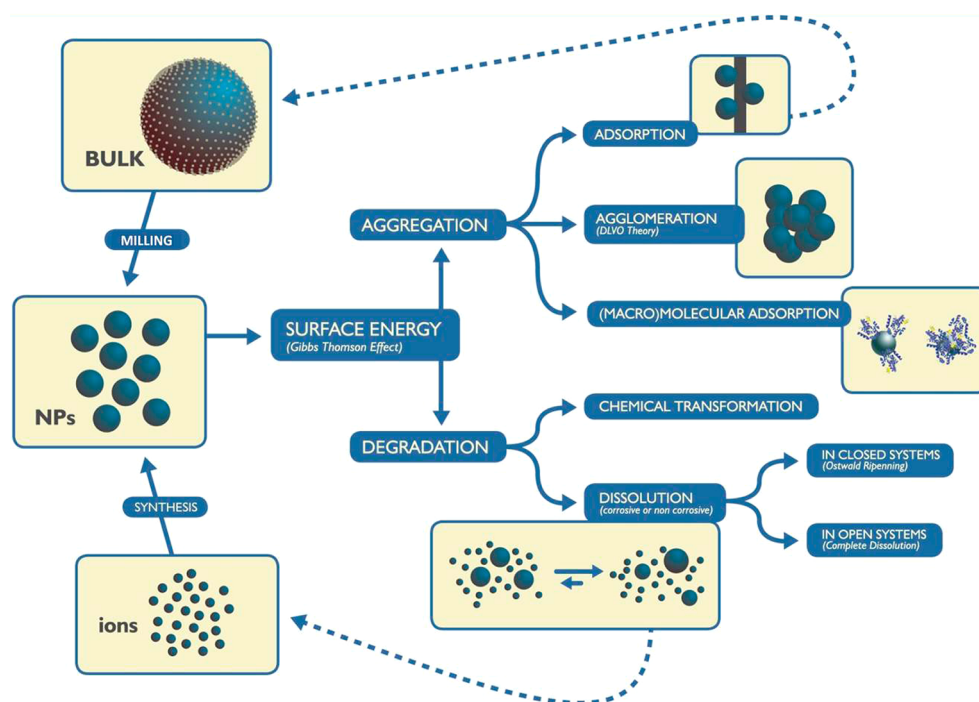 BULK
MILLING
NPs
SYNTHESIS
ions
SURFACE ENERGY
(Gibbs Thomson Effect)
AGGREGATION
ADSORPTION
AGGLOMERATION
(DLVO Theory)
(MACRO)MOLECULAR ADSORPTION
DEGRADATION
CHEMICAL TRANSFORMATION
DISSOLUTION
(corrosive or non corrosive)
IN CLOSED SYSTEMS
(Ostwald Ripenning)
IN OPEN SYSTEMS
(Complete Dissolution)